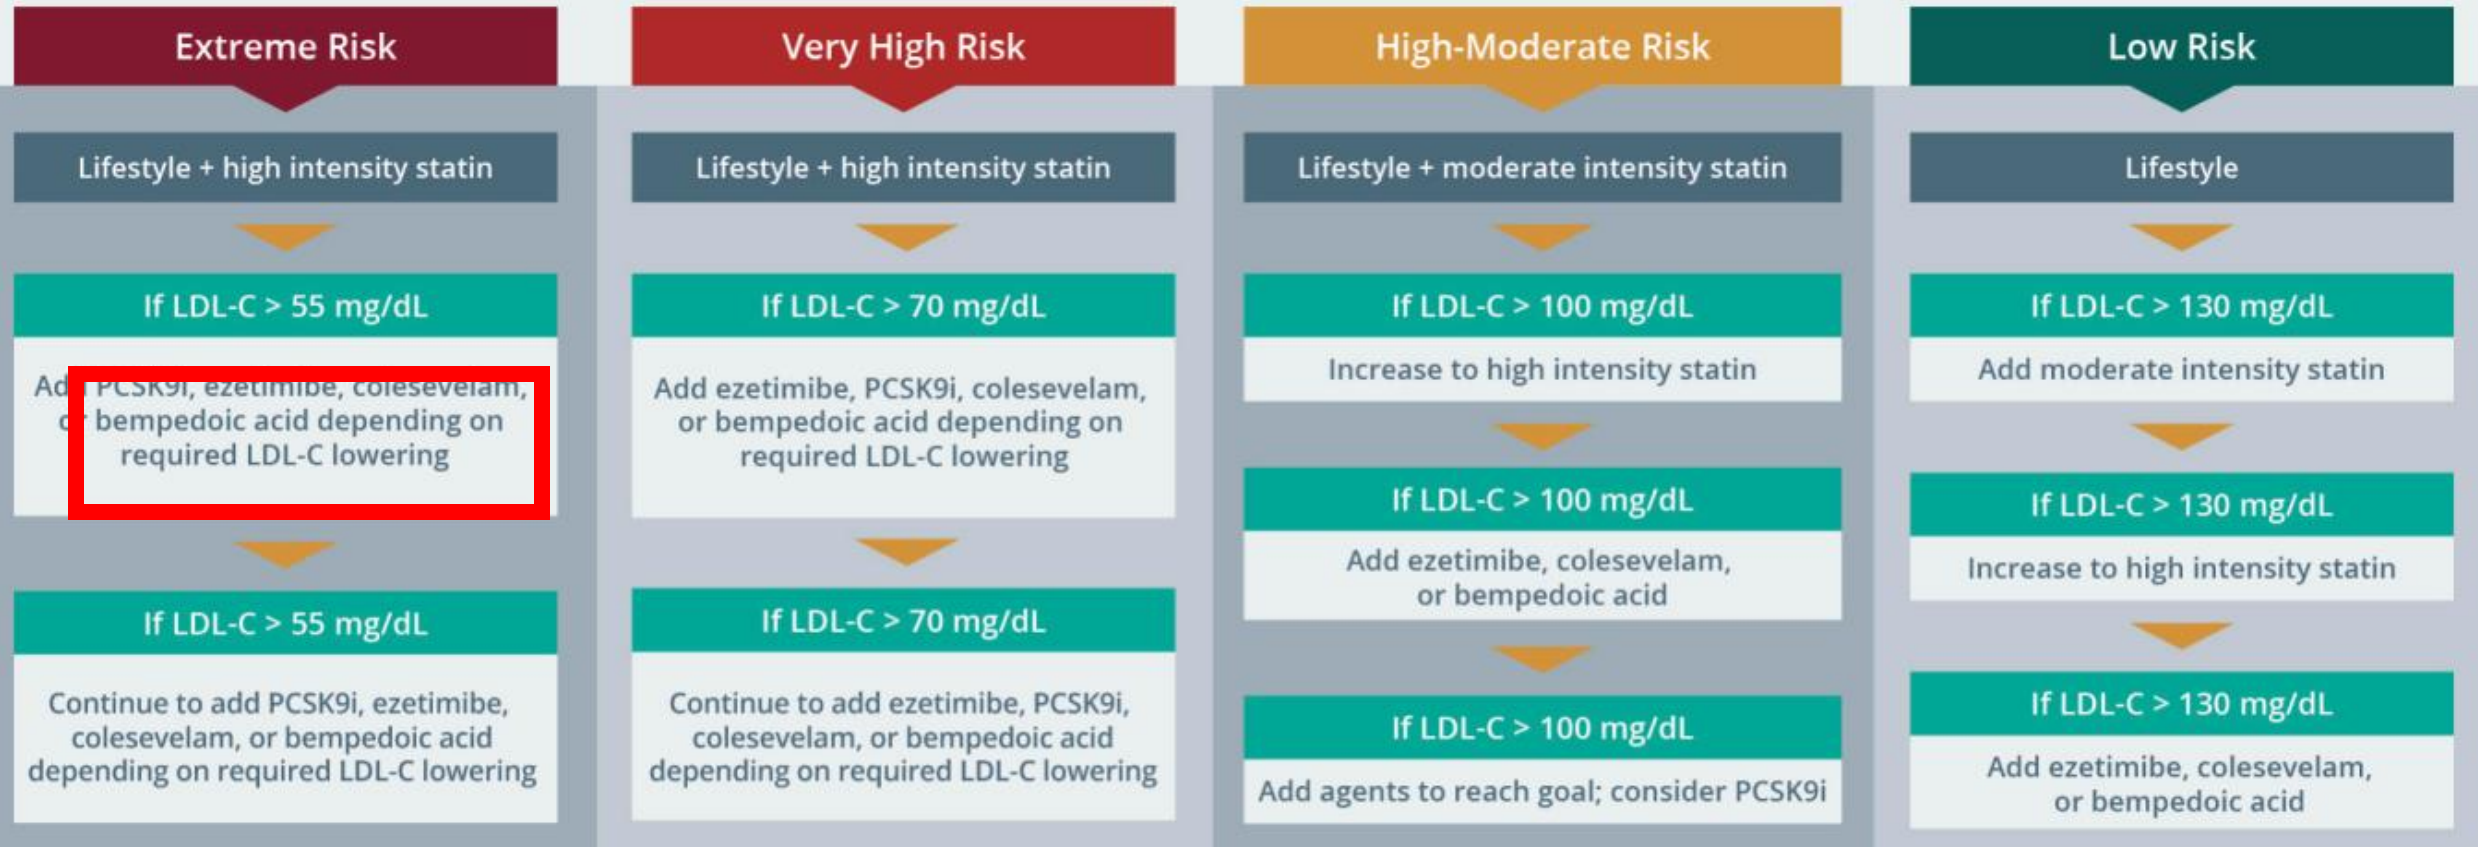 Extreme Risk
Lifestyle + high intensity statin
If LDL-C > 55 mg/dL
Add PCSK9i, ezetimibe, colesevelam,
or bempedoic acid depending on
required LDL-C lowering
If LDL-C > 55 mg/dL
Continue to add PCSK9i, ezetimibe,
colesevelam, or bempedoic acid
depending on required LDL-C lowering
Very High Risk
Lifestyle + high intensity statin
If LDL-C > 70 mg/dL
Add ezetimibe, PCSK9i, colesevelam,
or bempedoic acid depending on
required LDL-C lowering
If LDL-C > 70 mg/dL
Continue to add ezetimibe, PCSK9i,
colesevelam, or bempedoic acid
depending on required LDL-C lowering
High-Moderate Risk
Lifestyle + moderate intensity statin
If LDL-C > 100 mg/dL
Increase to high intensity statin
If LDL-C > 100 mg/dL
Add ezetimibe, colesevelam,
or bempedoic acid
If LDL-C > 100 mg/dL
Add agents to reach goal; consider PCSK9i
Low Risk
Lifestyle
If LDL-C > 130 mg/dL
Add moderate intensity statin
If LDL-C > 130 mg/dL
Increase to high intensity statin
If LDL-C > 130 mg/dL
Add ezetimibe, colesevelam,
or bempedoic acid